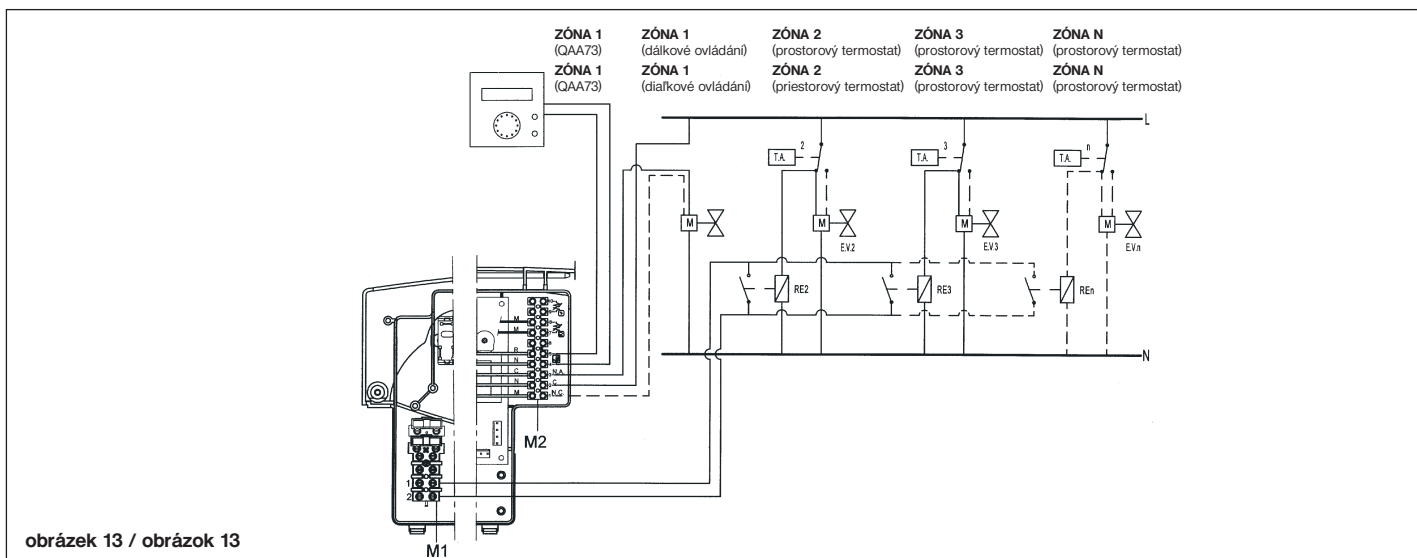 ZÓNA 1 ZÓNA 1 ZÓNA 2 ZÓNA 3 ZÓNA N
(QAA73) (dálkové ovládání) (prostorový termostat) (prostorový termostat) (prostorový termostat)
ZÓNA 1 ZÓNA 1 ZÓNA 2 ZÓNA 3 ZÓNA N
(QAA73) (diaľkové ovládání) (priestorový termostat) (prostorový termostat) (prostorový termostat)
L
2 3 n
T.A. T.A. T.A.
M M M M
E.V.2 E.V.3 E.V.n
RE2 RE3 REn
N
M
M
R
N
C N.A.
N C
M N.C.
M2
1
2
M1
obrázek 13 / obrázok 13